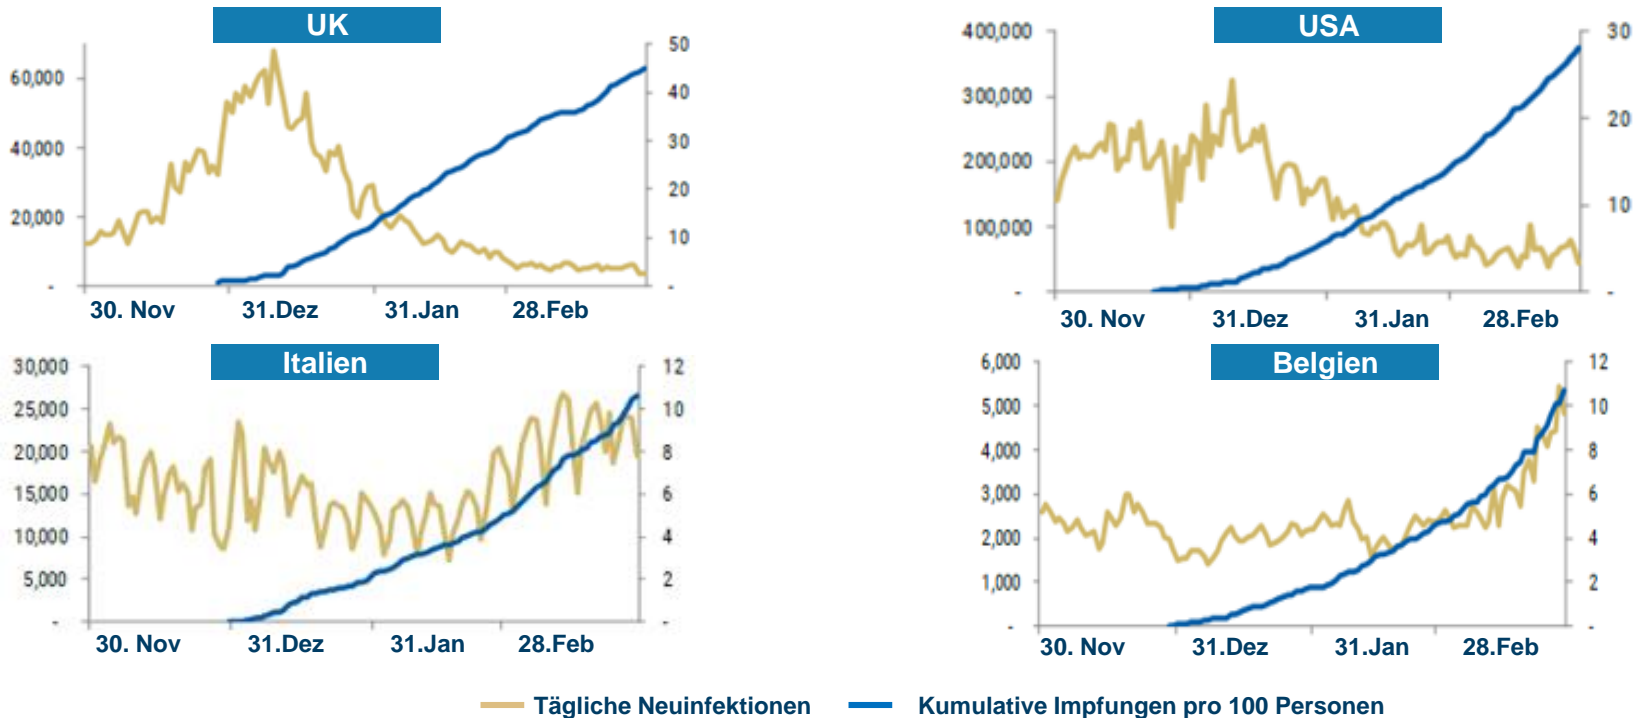 UK
USA
60,000
40,000
20,000
-
50
40
30
20
10
-
30. Nov
31.Dez
31.Jan
28.Feb
400,000
300,000
200,000
100,000
-
30
20
10
-
30. Nov
31.Dez
31.Jan
28.Feb
Italien
Belgien
30,000
25,000
20,000
15,000
10,000
5,000
-
12
10
8
6
4
2
-
30. Nov
31.Dez
31.Jan
28.Feb
6,000
5,000
4,000
3,000
2,000
1,000
-
12
10
8
6
4
2
-
30. Nov
31.Dez
31.Jan
28.Feb
Tägliche Neuinfektionen
Kumulative Impfungen pro 100 Personen